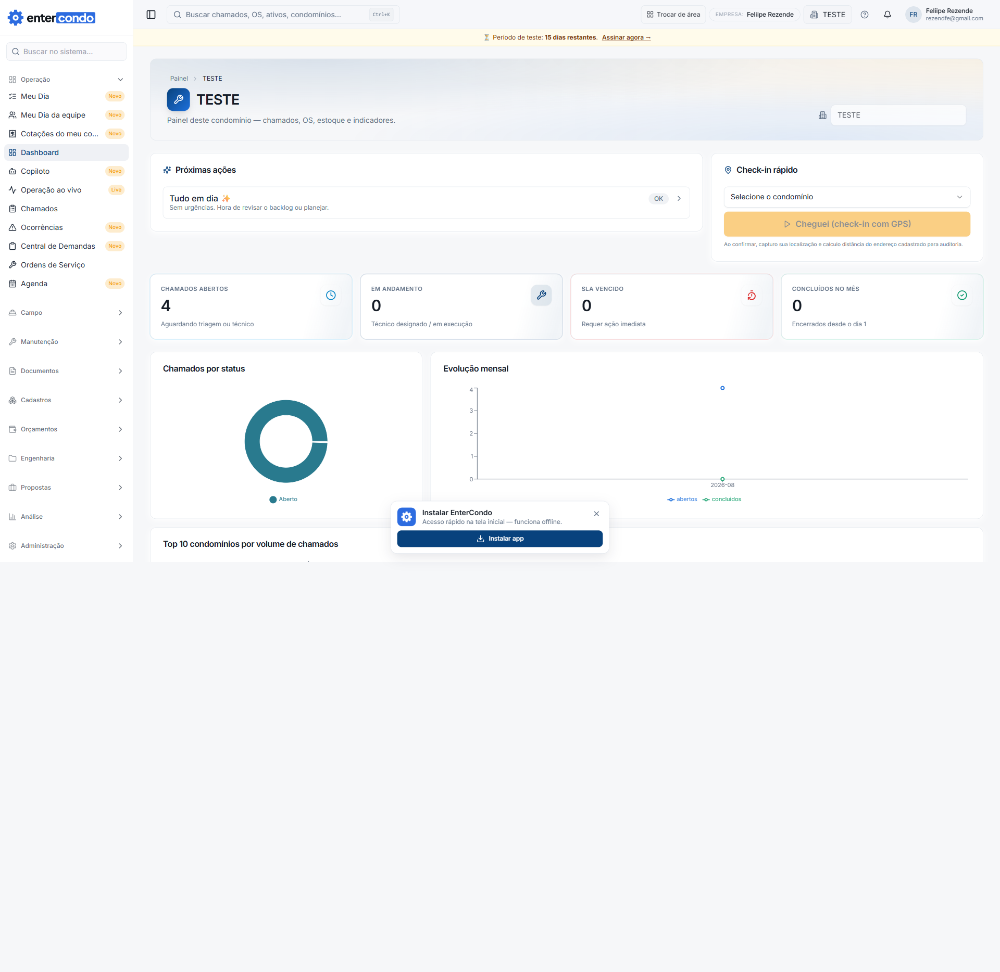 entercondo
Buscar no sistema...
Operação
Meu Dia Novo
Meu Dia da equipe Novo
Cotações do meu co... Novo
Dashboard
Copiloto Novo
Operação ao vivo Live
Chamados
Ocorrências Novo
Central de Demandas Novo
Ordens de Serviço
Agenda Novo
Campo
Manutenção
Documentos
Cadastros
Orçamentos
Engenharia
Propostas
Análise
Administração
Buscar chamados, OS, ativos, condomínios... Ctrl+K
Trocar de área
EMPRESA: Feliipe Rezende
TESTE
FR
Feliipe Rezende
rezendfe@gmail.com
⏳ Período de teste: 15 dias restantes. Assinar agora →
Painel > TESTE
TESTE
Painel deste condomínio — chamados, OS, estoque e indicadores.
TESTE
Próximas ações
Tudo em dia ✨
Sem urgências. Hora de revisar o backlog ou planejar.
OK
Check-in rápido
Selecione o condomínio
Cheguei (check-in com GPS)
Ao confirmar, capturo sua localização e calculo distância do endereço cadastrado para auditoria.
CHAMADOS ABERTOS
4
Aguardando triagem ou técnico
EM ANDAMENTO
0
Técnico designado / em execução
SLA VENCIDO
0
Requer ação imediata
CONCLUÍDOS NO MÊS
0
Encerrados desde o dia 1
Chamados por status
Aberto
Evolução mensal
4
3
2
1
0
2026-08
abertos concluidos
Instalar EnterCondo
Acesso rápido na tela inicial — funciona offline.
Instalar app
Top 10 condomínios por volume de chamados